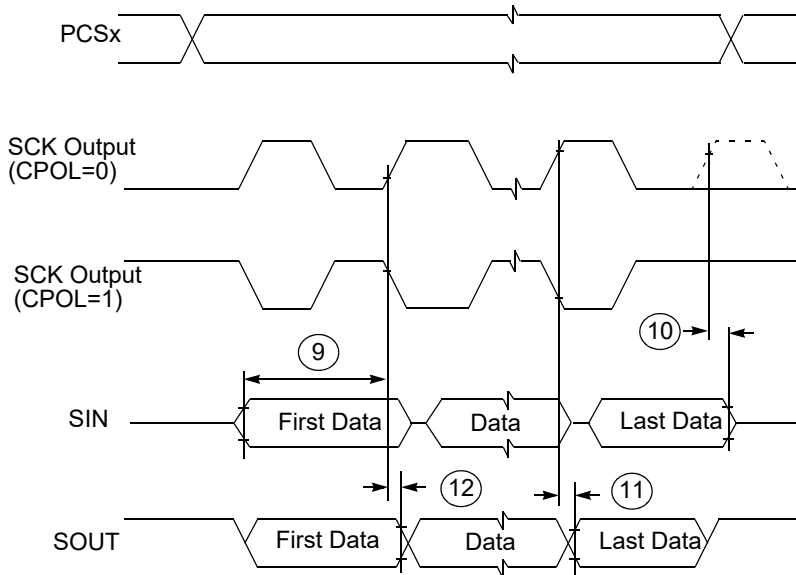 PCSx
SCK Output
(CPOL=0)
SCK Output
(CPOL=1)
10
9
SIN
First Data
Data
Last Data
12
11
SOUT
First Data
Data
Last Data